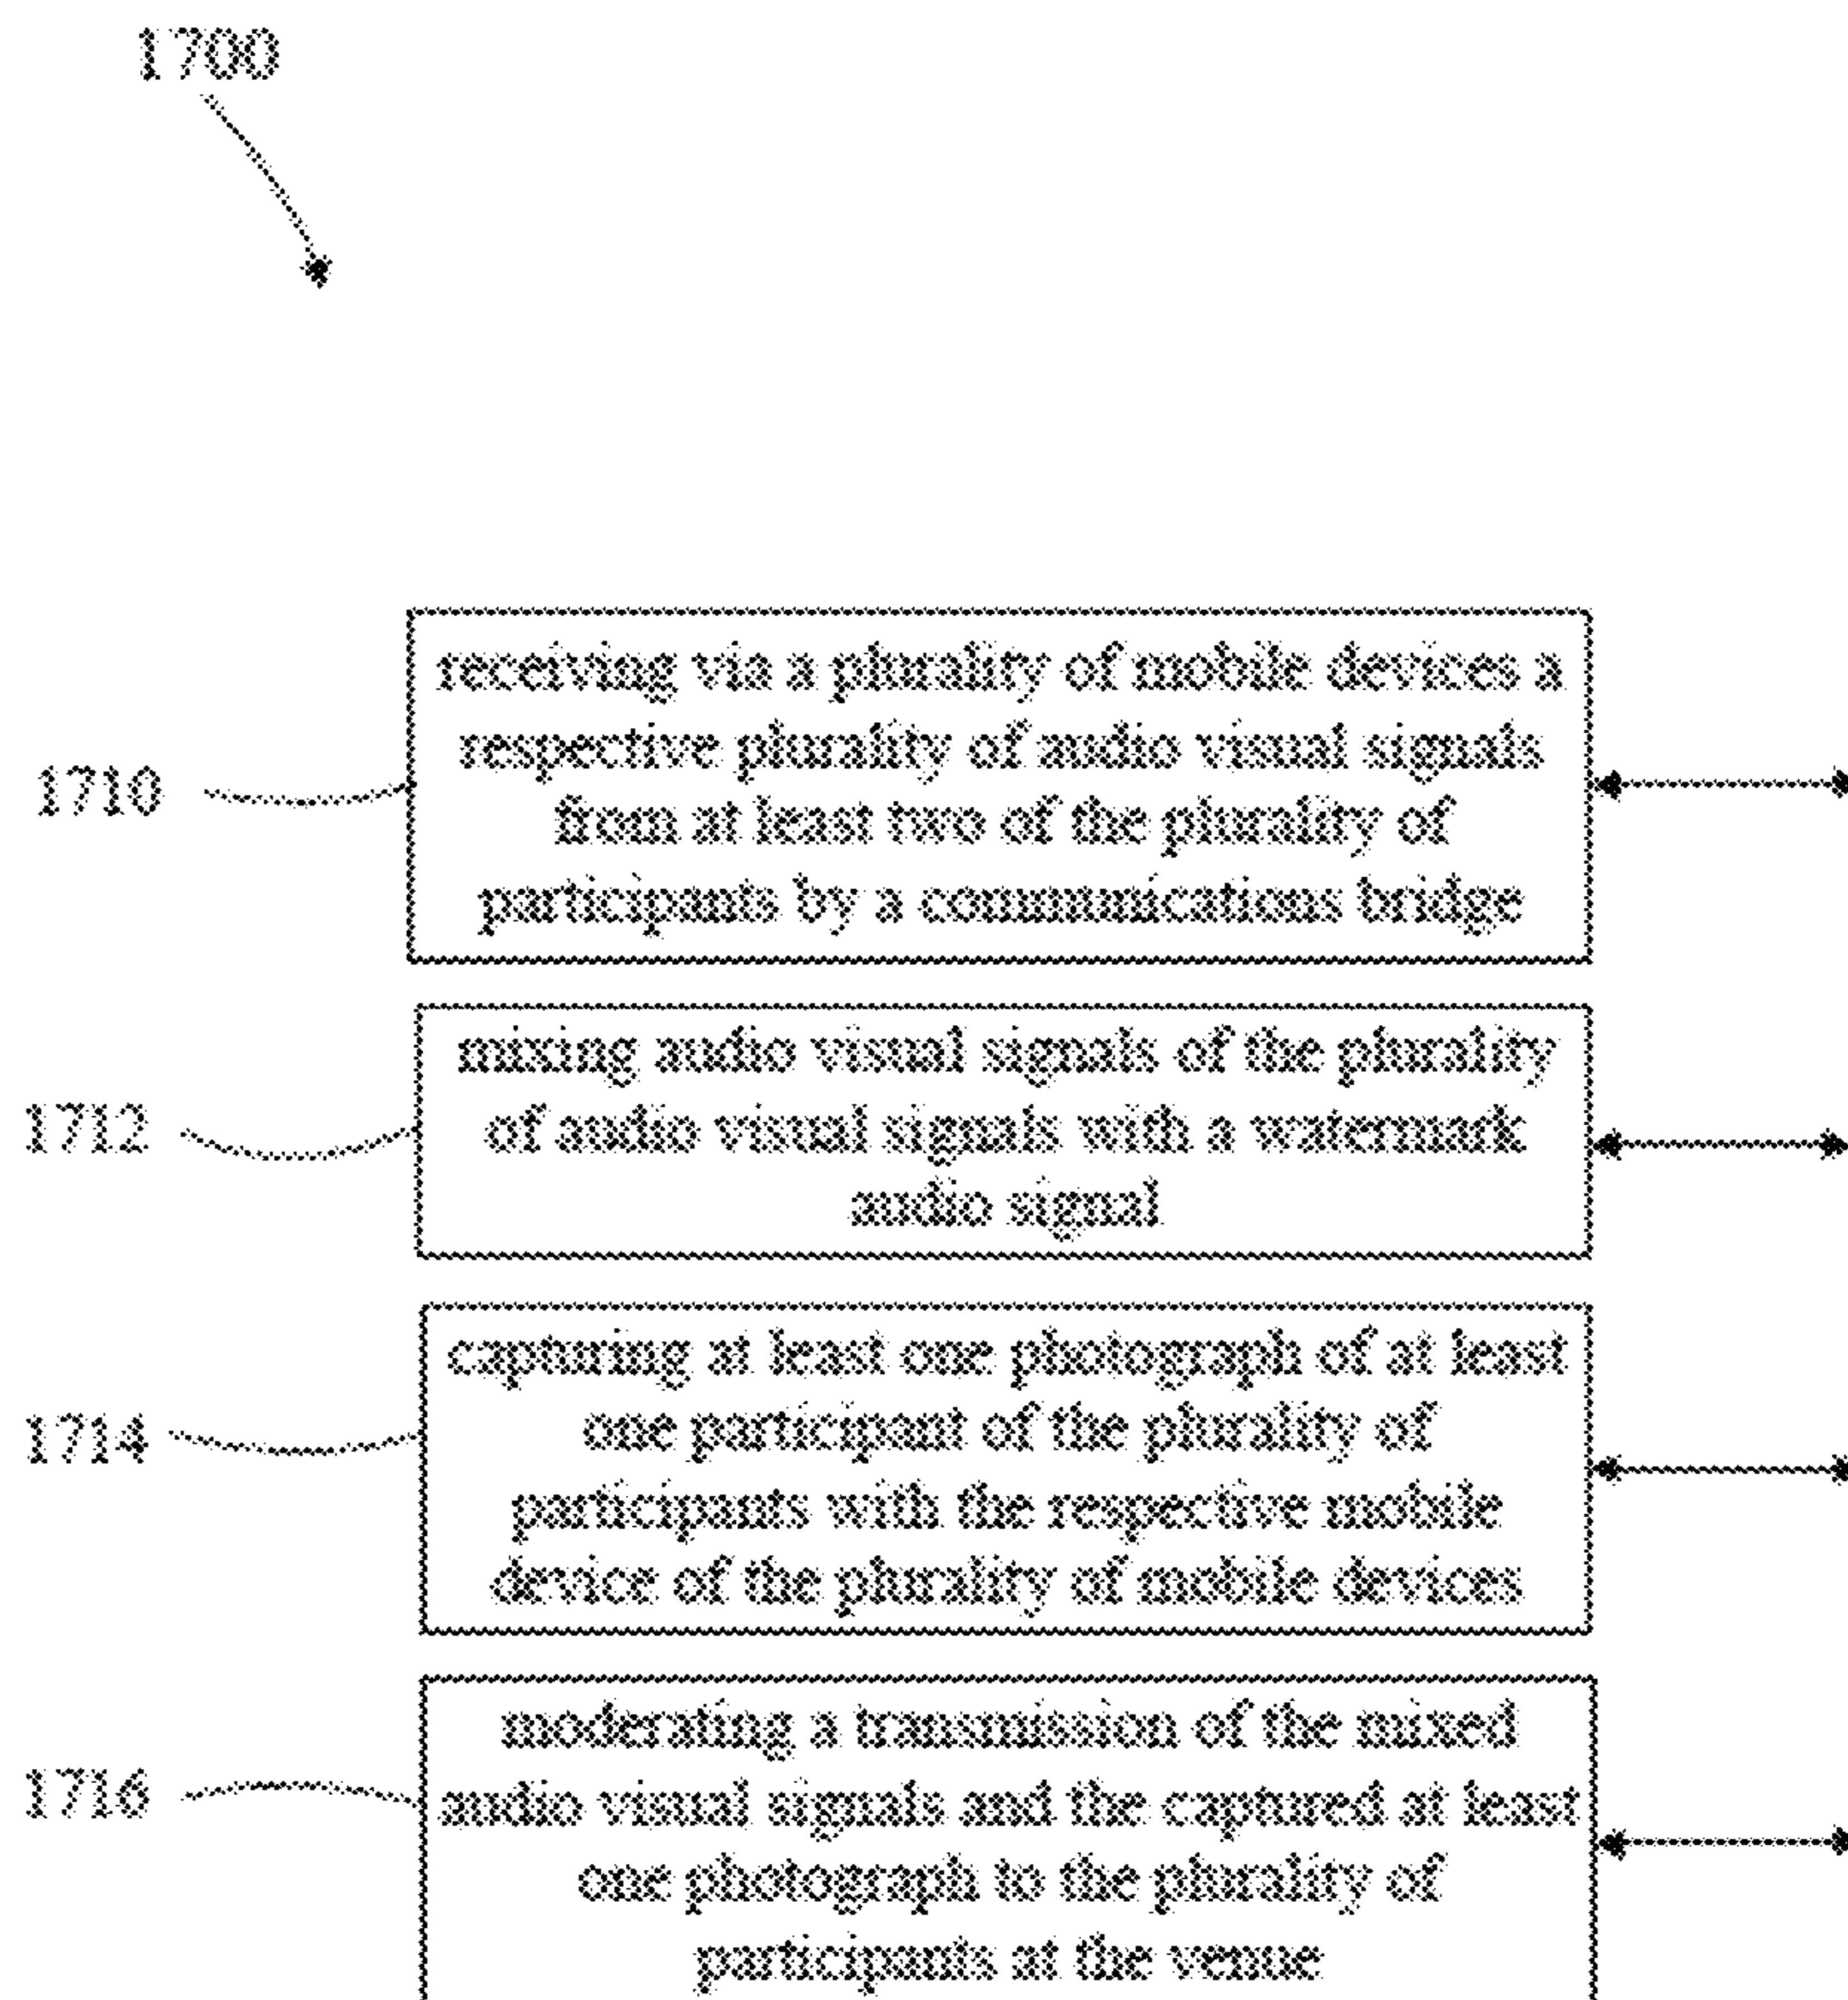 1700
receiving via a plurality of mobile devices a
respective plurality of audio visual signals
from at least two of the plurality of
participants by a communications bridge
1710
mixing audio visual signals of the plurality
of audio visual signals with a watermark
audio signal
1712
capturing at least one photograph of at least
one participant of the plurality of
participants with the respective mobile
device of the plurality of mobile devices
1714
moderating a transmission of the mixed
audio visual signals and the captured at least
one photograph to the plurality of
participants at the venue
1716